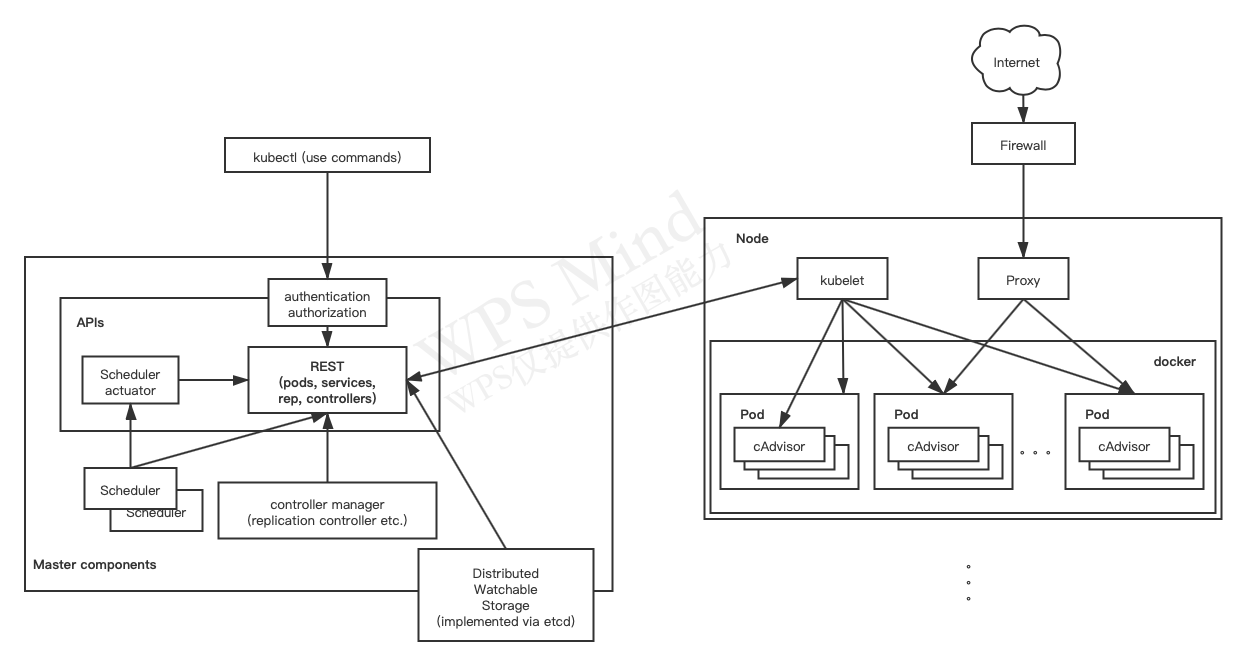 Internet
Firewall
kubectl (use commands)
Node
kubelet
Proxy
authentication
authorization
APIs
REST
(pods, services,
rep, controllers)
Scheduler
actuator
docker
Pod
cAdvisor
Pod
cAdvisor
Pod
cAdvisor
Scheduler
Scheduler
controller manager
(replication controller etc.)
Master components
Distributed
Watchable
Storage
(implemented via etcd)
WPS Mind
WPS仅提供作图能力